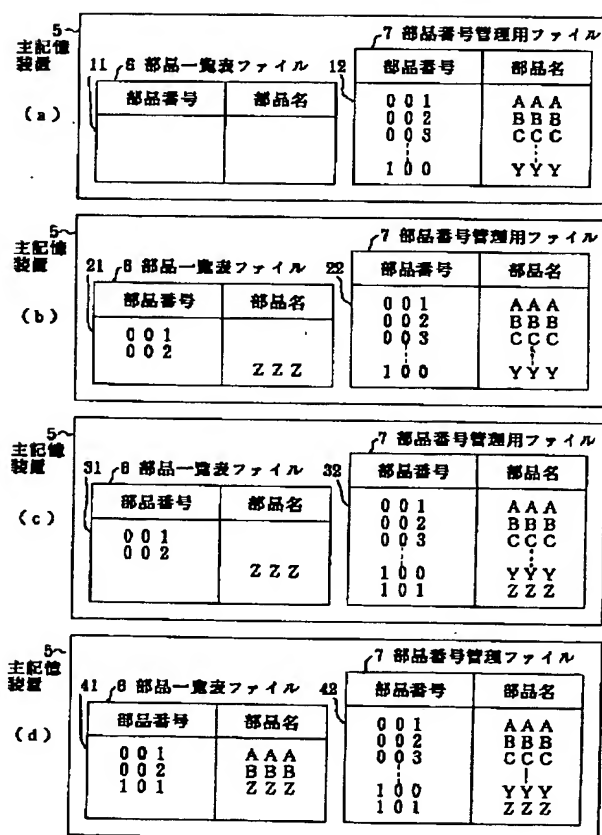 5
主記憶
装置
(a)
11
6 部品一覧表ファイル
部品番号 部品名
12
7 部品番号管理用ファイル
部品番号 部品名
001 AAA
002 BBB
003 CCC
100 YYY
5
主記憶
装置
(b)
21
6 部品一覧表ファイル
部品番号 部品名
001
002
ZZZ
22
7 部品番号管理用ファイル
部品番号 部品名
001 AAA
002 BBB
003 CCC
100 YYY
5
主記憶
装置
(c)
31
6 部品一覧表ファイル
部品番号 部品名
001
002
ZZZ
32
7 部品番号管理用ファイル
部品番号 部品名
001 AAA
002 BBB
003 CCC
100 YYY
101 ZZZ
5
主記憶
装置
(d)
41
6 部品一覧表ファイル
部品番号 部品名
001 AAA
002 BBB
101 ZZZ
42
7 部品番号管理ファイル
部品番号 部品名
001 AAA
002 BBB
003 CCC
100 YYY
101 ZZZ